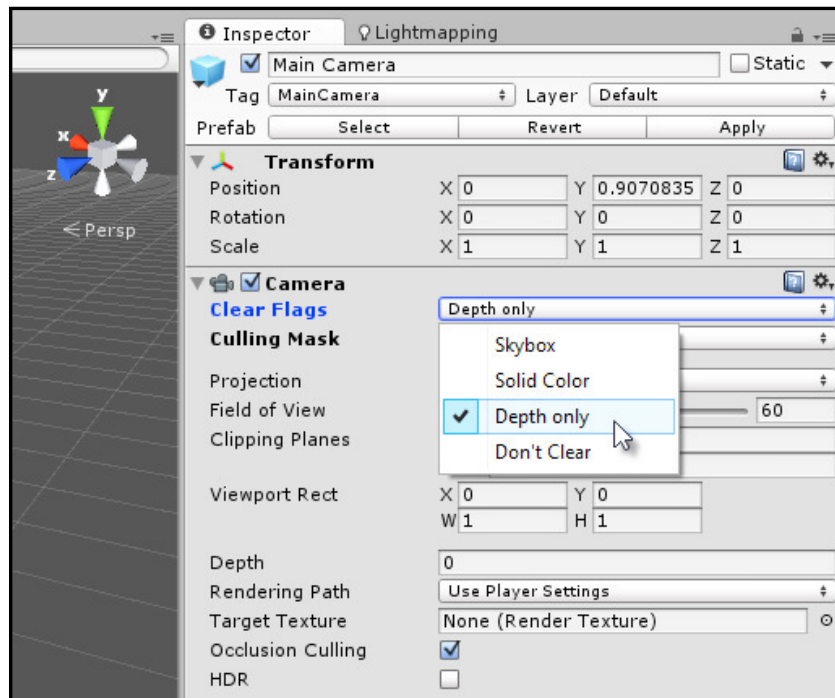 Inspector Lightmapping
Main Camera Static
Tag MainCamera Layer Default
Prefab Select Revert Apply
y
x
z
Persp
Transform
Position X 0 Y 0.9070835 Z 0
Rotation X 0 Y 0 Z 0
Scale X 1 Y 1 Z 1
Camera
Clear Flags Depth only
Culling Mask
Skybox
Projection
Solid Color
Field of View 60
Depth only
Clipping Planes
Don't Clear
Viewport Rect X 0 Y 0
W 1 H 1
Depth 0
Rendering Path Use Player Settings
Target Texture None (Render Texture)
Occlusion Culling
HDR